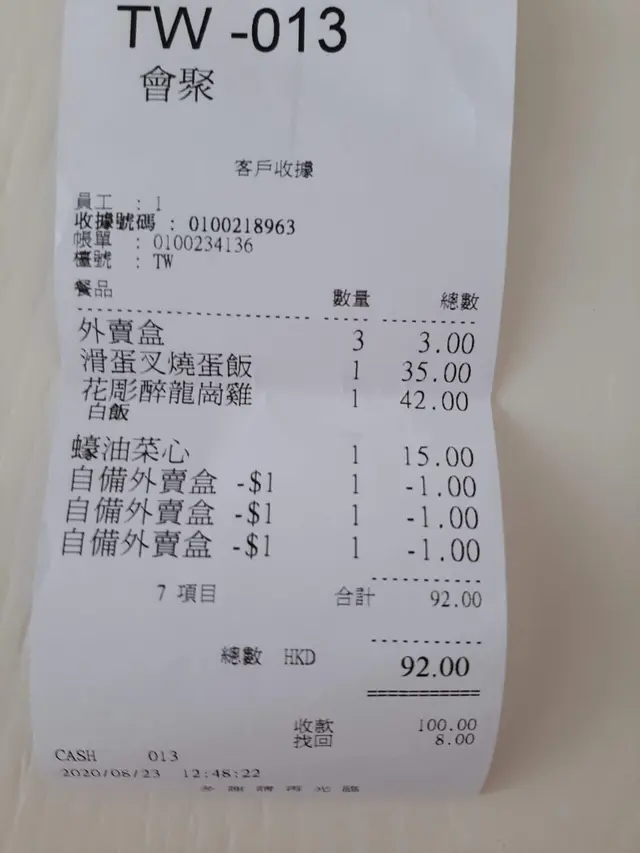 TW -013
會聚
客戶收據
員工 : 1
收據號碼 : 0100218963
帳單 : 0100234136
檯號 : TW
餐品 數量 總數
外賣盒 3 3.00
滑蛋叉燒蛋飯 1 35.00
花彫醉龍崗雞 1 42.00
白飯
蠔油菜心 1 15.00
自備外賣盒 -$1 1 -1.00
自備外賣盒 -$1 1 -1.00
自備外賣盒 -$1 1 -1.00
7 項目 合計 92.00
總數 HKD 92.00
收款 100.00
找回 8.00
CASH 013
2020/08/23 12:48:22
多謝請再光臨